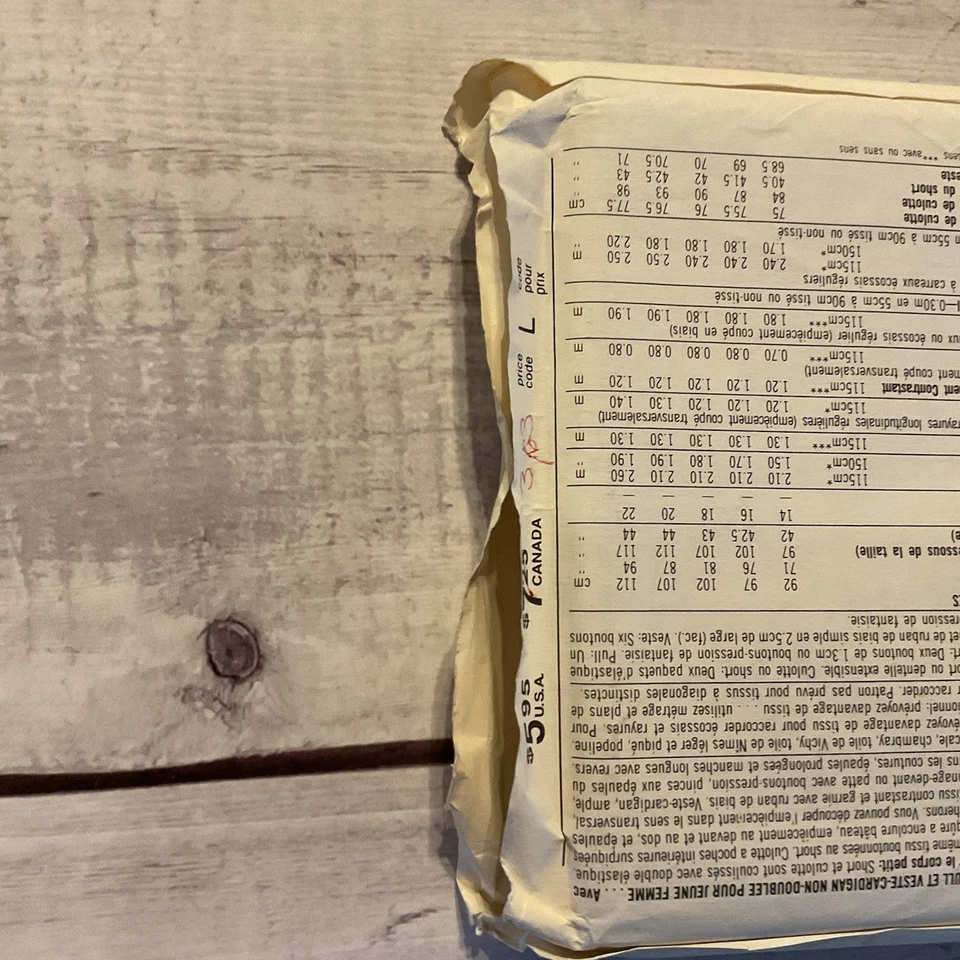 ULL ET VESTE-CARDIGAN NON-DOUBLÉE POUR JEUNE FEMME . . . . Avec
le corps petit: Short et culotte sont coulissés avec double élastique.
même tissu boutonnées au short. Culotte a poches intérieures surpiquées
a encolure bâteau, empiècement au devant et au dos, et épaules
Vous pouvez découper l'empiècement dans le sens transversal,
tissu contrastant et garnie avec ruban de biais. Veste-cardigan, ample,
ou patte avec boutons-pression, pinces aux épaules du
les coutures, épaules prolongées et manches longues avec revers.
chambray, toile de Vichy, toile de Nîmes léger et piqué, popeline.
davantage de tissu pour raccorder écossais et rayures. Pour
prévoyez davantage de tissu . . . . utilisez métrage et plans de
raccorder. Patron pas prévu pour tissus à diagonales distinctes.
ou dentelle extensible. Culotte ou short: Deux paquets d'élastique
Deux boutons de 1.3cm ou boutons-pression de fantaisie. Pull: Un
de ruban de biais simple en 2.5cm de large (fac.). Veste: Six boutons
pression de fantaisie.
92 97 102 107 112 cm
71 76 81 87 94 "
(dessous de la taille) 97 102 107 112 117 "
42 42.5 43 44 44 "
14 16 18 20 22
— — — — —
115cm* 2.10 2.10 2.10 2.10 2.60 m
150cm* 1.50 1.70 1.80 1.90 1.90 "
115cm*** 1.30 1.30 1.30 1.30 1.30 m
rayures longitudinales régulières (empiècement coupé transversalement)
115cm* 1.20 1.20 1.20 1.30 1.40 m
Contrastant 115cm*** 1.20 1.20 1.20 1.20 1.20 m
coupé transversalement)
115cm*** 0.70 0.80 0.80 0.80 0.80 m
ou écossais régulier (empiècement coupé en biais)
115cm*** 1.80 1.80 1.80 1.90 1.90 m
—0.30m en 55cm à 90cm tissé ou non-tissé
à carreaux écossais réguliers
115cm* 2.40 2.40 2.40 2.50 2.50 m
150cm* 1.70 1.80 1.80 1.80 2.20 "
55cm à 90cm tissé ou non-tissé
de culotte 75 75.5 76 76.5 77.5 cm
de culotte 84 87 90 93 98 "
du short 40.5 41.5 42 42.5 43 "
veste 68.5 69 70 70.5 71 "
sens ***avec ou sans sens
$5.95 U.S.A.
$7.25 CANADA
price code L code pour prix